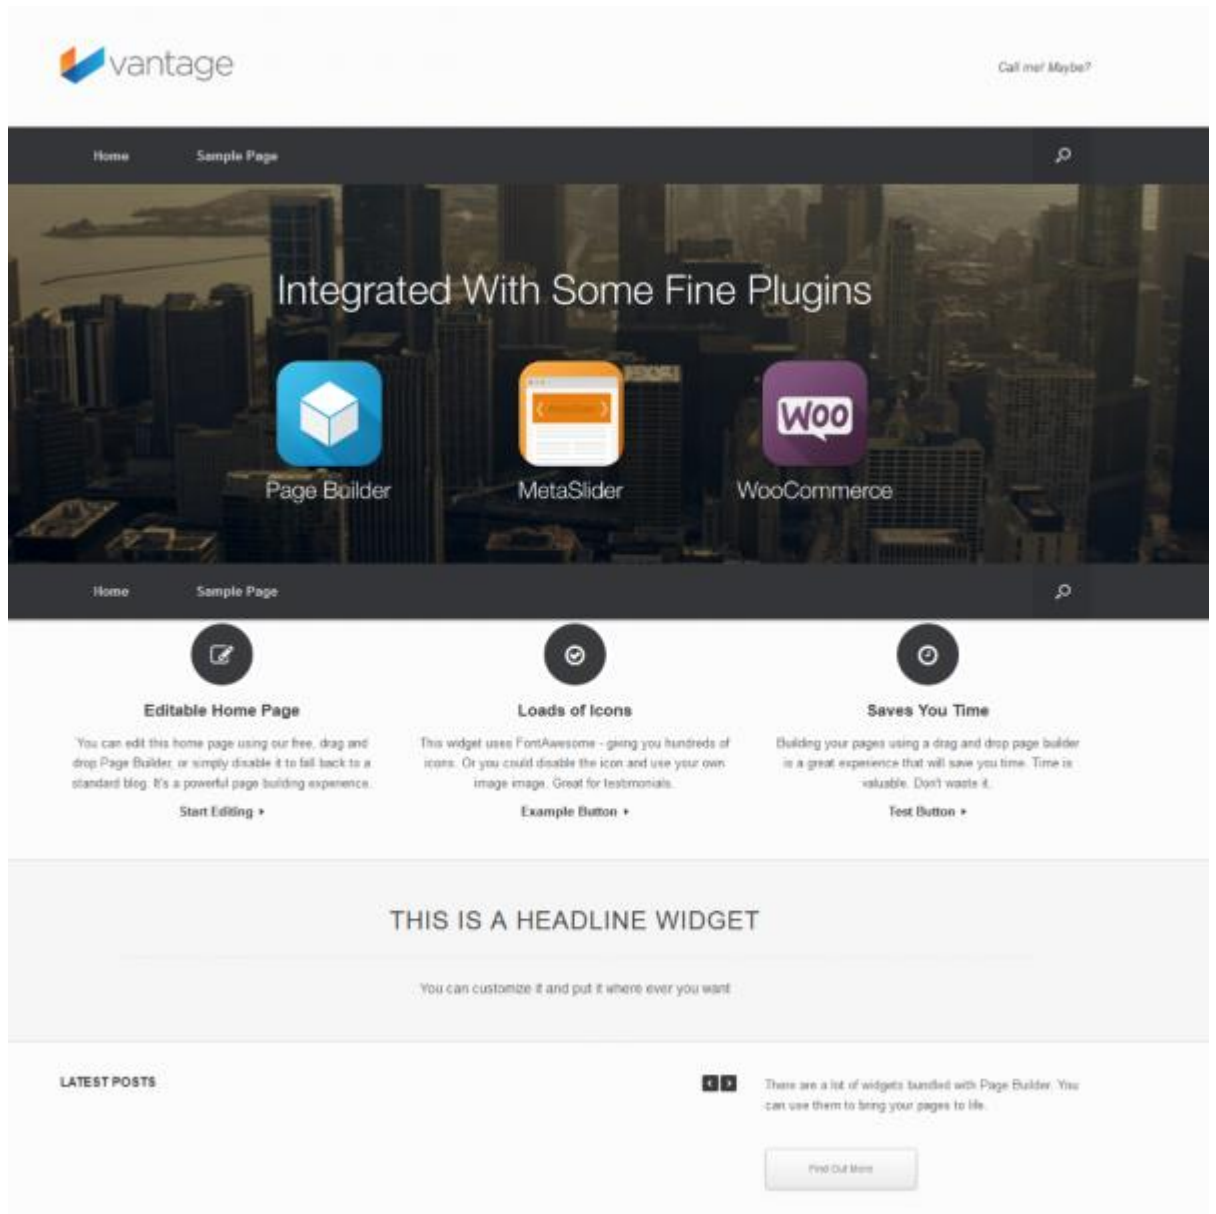 vantage
Call me! Maybe?
Home Sample Page
Integrated With Some Fine Plugins
WOO
Page Builder MetaSlider WooCommerce
Home Sample Page
Editable Home Page
You can edit this home page using our free, drag and
drop Page Builder, or simply disable it to fall back to a
standard blog. It's a powerful page building experience.
Start Editing
Loads of Icons
This widget uses FontAwesome - giving you hundreds of
icons. Or you could disable the icon and use your own
image image. Great for testimonials.
Example Button
Saves You Time
Building your pages using a drag and drop page builder
is a great experience that will save you time. Time is
valuable. Don't waste it.
Test Button
THIS IS A HEADLINE WIDGET
You can customize it and put it where ever you want
LATEST POSTS
There are a lot of widgets bundled with Page Builder. You
can use them to bring your pages to life.
Find Out More